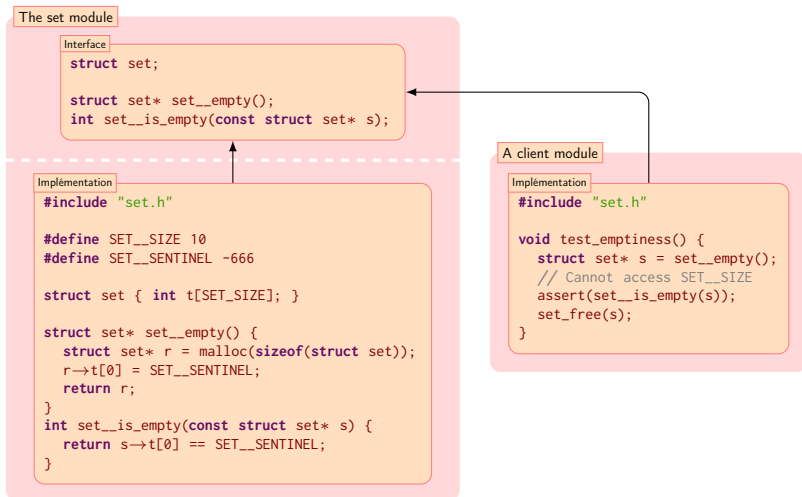 The set module
Interface
struct set;
struct set* set__empty();
int set__is_empty(const struct set* s);
Implémentation
#include "set.h"
#define SET__SIZE 10
#define SET__SENTINEL -666
struct set { int t[SET_SIZE]; }
struct set* set__empty() {
struct set* r = malloc(sizeof(struct set));
r→t[0] = SET__SENTINEL;
return r;
}
int set__is_empty(const struct set* s) {
return s→t[0] == SET__SENTINEL;
}
A client module
Implémentation
#include "set.h"
void test_emptiness() {
struct set* s = set__empty();
// Cannot access SET__SIZE
assert(set__is_empty(s));
set_free(s);
}